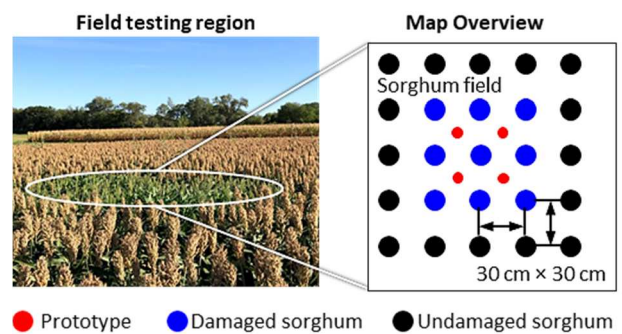 Field testing region
Map Overview
Sorghum field
30 cm × 30 cm
Prototype
Damaged sorghum
Undamaged sorghum